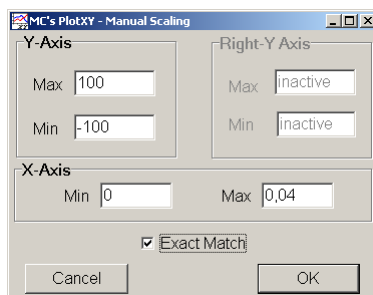 MC's PlotXY - Manual Scaling
Y-Axis
Max 100
Min -100
Right-Y Axis
Max inactive
Min inactive
X-Axis
Min 0 Max 0,04
Exact Match
Cancel OK